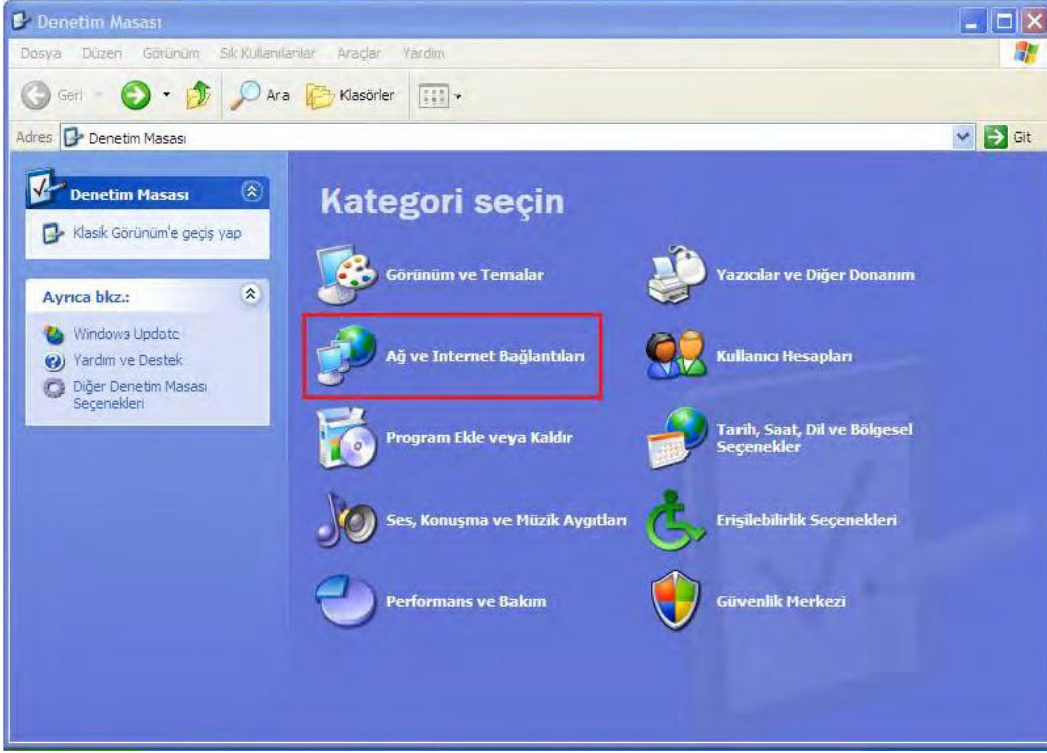 Denetim Masası
Dosya Düzen Görünüm Sık Kullanılanlar Araçlar Yardım
Geri Ara Klasörler
Adres Denetim Masası Git
Denetim Masası
Klasik Görünüm'e geçiş yap
Ayrıca bkz.:
Windows Update
Yardım ve Destek
Diğer Denetim Masası
Seçenekleri
Kategori seçin
Görünüm ve Temalar
Yazıcılar ve Diğer Donanım
Ağ ve Internet Bağlantıları
Kullanıcı Hesapları
Program Ekle veya Kaldır
Tarih, Saat, Dil ve Bölgesel
Seçenekler
Ses, Konuşma ve Müzik Aygıtları
Erişilebilirlik Seçenekleri
Performans ve Bakım
Güvenlik Merkezi